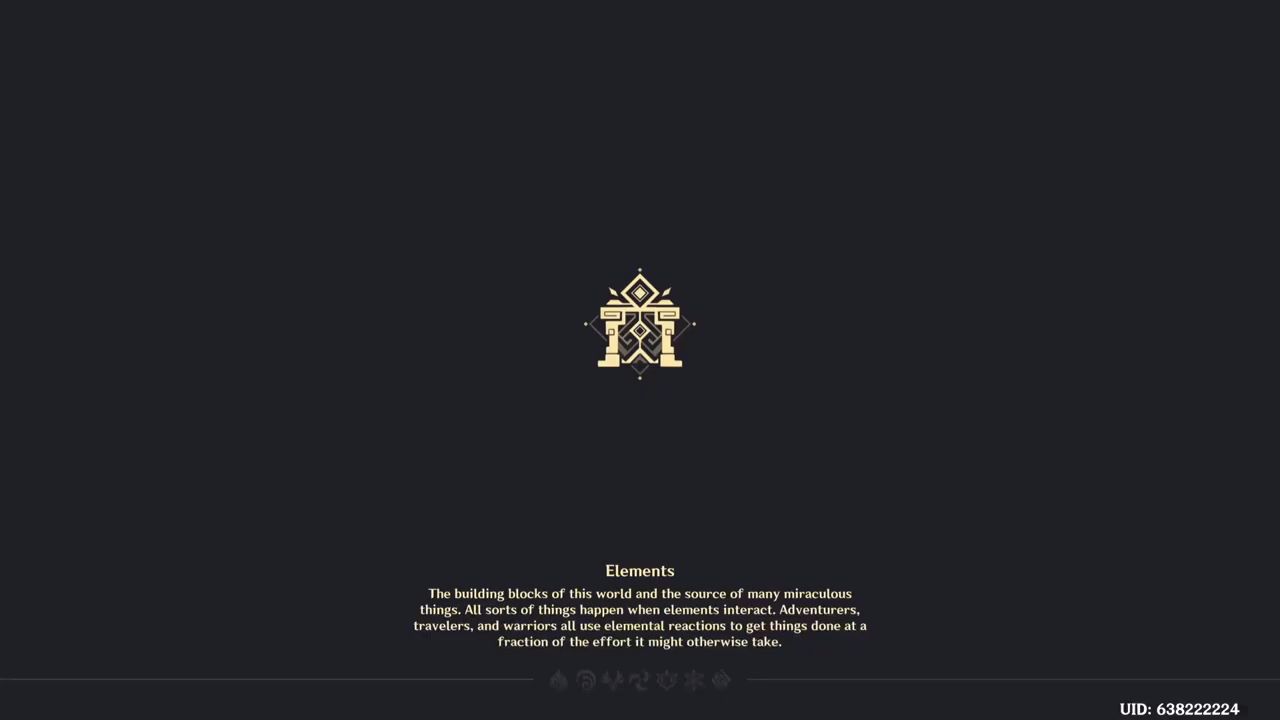 Elements
The building blocks of this world and the source of many miraculous
things. All sorts of things happen when elements interact. Adventurers,
travelers, and warriors all use elemental reactions to get things done at a
fraction of the effort it might otherwise take.
UID: 638222224